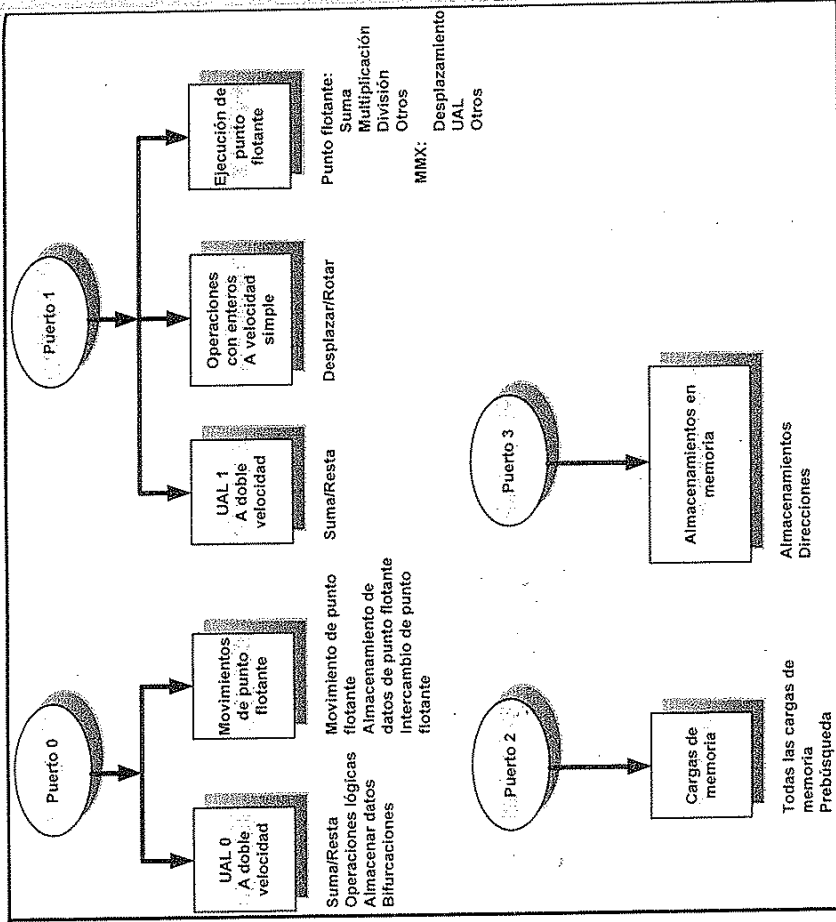 Puerto 0
UAL 0
A doble
velocidad
Suma/Resta
Operaciones lógicas
Almacenar datos
Bifurcaciones
Movimientos
de punto
flotante
Movimiento de punto
flotante
Almacenamiento de
datos de punto flotante
Intercambio de punto
flotante
Puerto 1
UAL 1
A doble
velocidad
Suma/Resta
Operaciones
con enteros
A velocidad
simple
Desplazar/Rotar
Ejecución de
punto
flotante
Punto flotante:
Suma
Multiplicación
División
Otros
MMX: Desplazamiento
UAL
Otros
Puerto 2
Cargas de
memoria
Todas las cargas de
memoria
Prebúsqueda
Puerto 3
Almacenamientos en
memoria
Almacenamientos
Direcciones